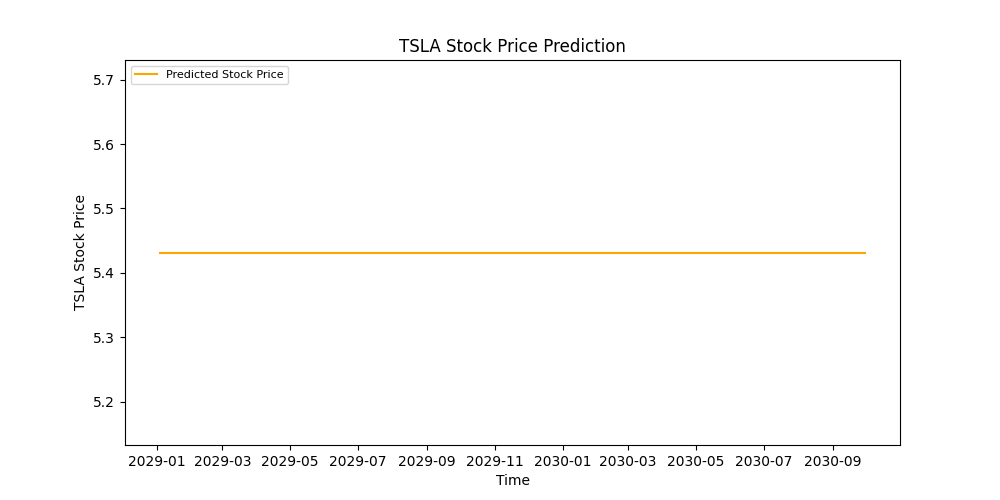 TSLA Stock Price Prediction
Predicted Stock Price
TSLA Stock Price
5.7
5.6
5.5
5.4
5.3
5.2
2029-01 2029-03 2029-05 2029-07 2029-09 2029-11 2030-01 2030-03 2030-05 2030-07 2030-09
Time